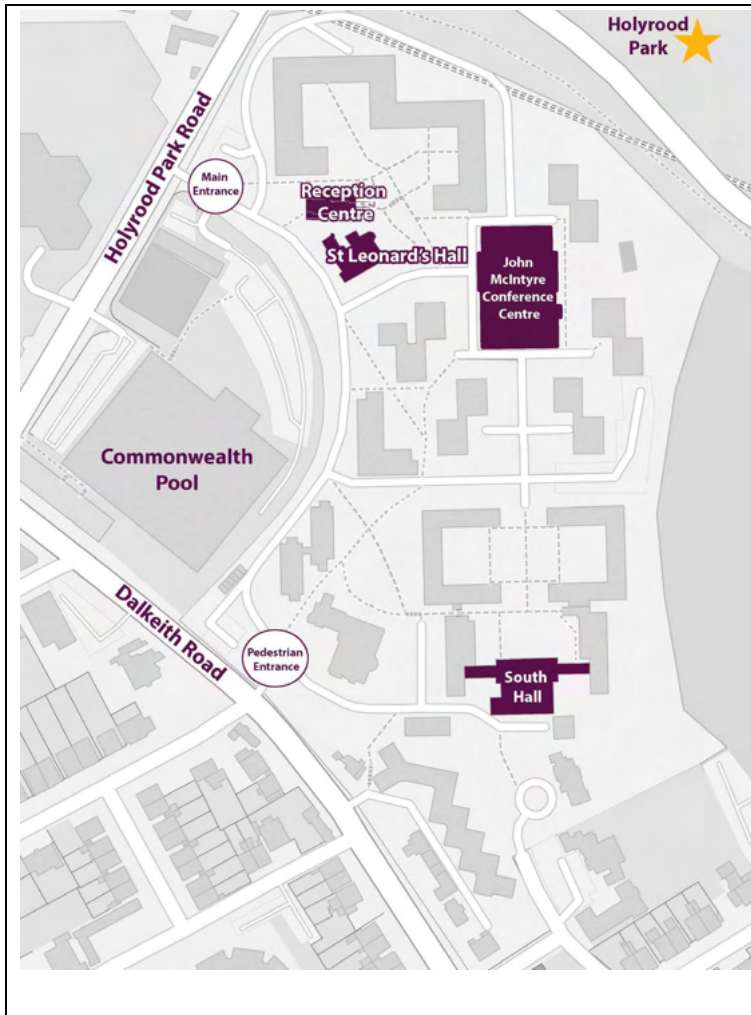 Holyrood
Park
Holyrood Park Road
Main
Entrance
Reception
Centre
St Leonard's Hall
John
McIntyre
Conference
Centre
Commonwealth
Pool
Dalkeith Road
Pedestrian
Entrance
South
Hall